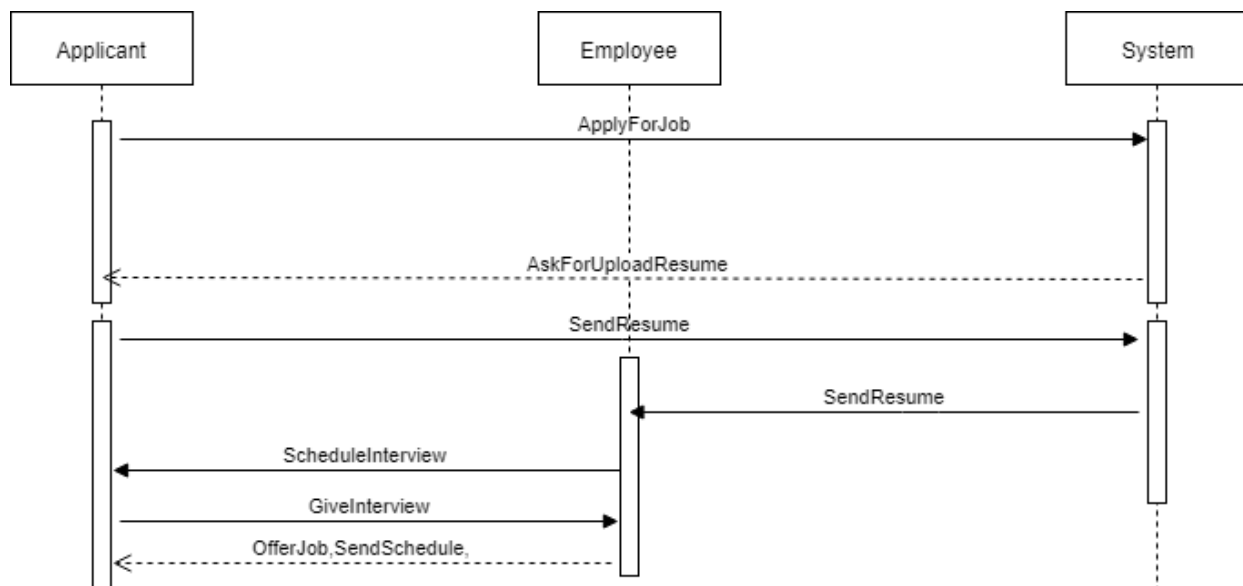 Applicant
Employee
System
ApplyForJob
AskForUploadResume
SendResume
SendResume
ScheduleInterview
GiveInterview
OfferJob,SendSchedule,